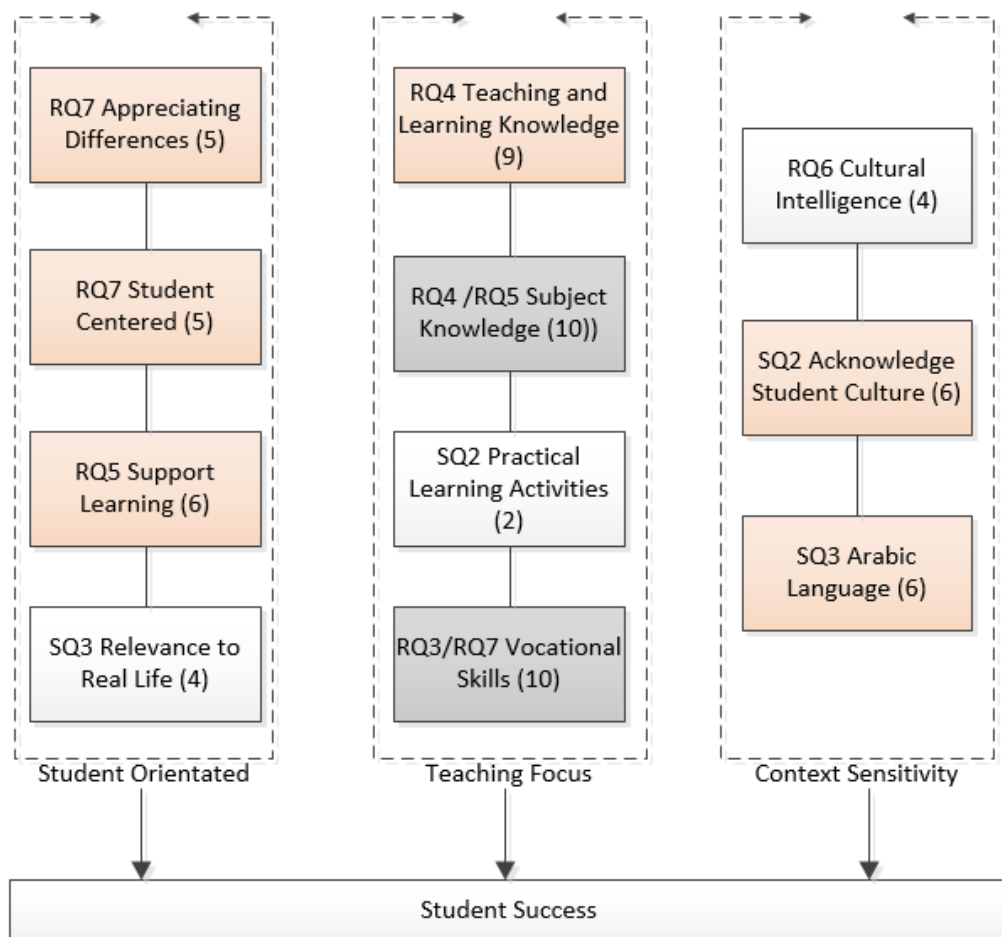 RQ7 Appreciating
Differences (5)
RQ7 Student
Centered (5)
RQ5 Support
Learning (6)
SQ3 Relevance to
Real Life (4)
Student Orientated
RQ4 Teaching and
Learning Knowledge
(9)
RQ4 /RQ5 Subject
Knowledge (10))
SQ2 Practical
Learning Activities
(2)
RQ3/RQ7 Vocational
Skills (10)
Teaching Focus
RQ6 Cultural
Intelligence (4)
SQ2 Acknowledge
Student Culture (6)
SQ3 Arabic
Language (6)
Context Sensitivity
Student Success